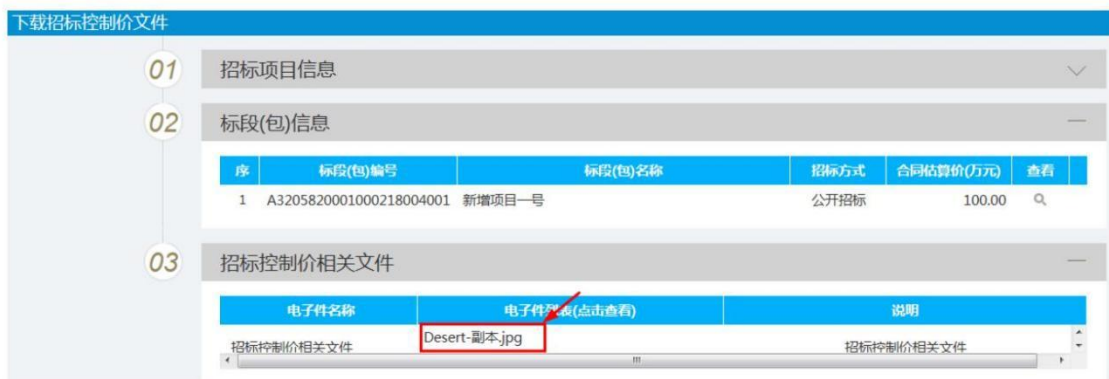 下载招标控制价文件
01 招标项目信息
02 标段(包)信息
序 标段(包)编号 标段(包)名称 招标方式 合同估算价(万元) 查看
1 A3205820001000218004001 新增项目一号 公开招标 100.00
03 招标控制价相关文件
电子件名称 电子件列表(点击查看) 说明
招标控制价相关文件 Desert-副本.jpg 招标控制价相关文件